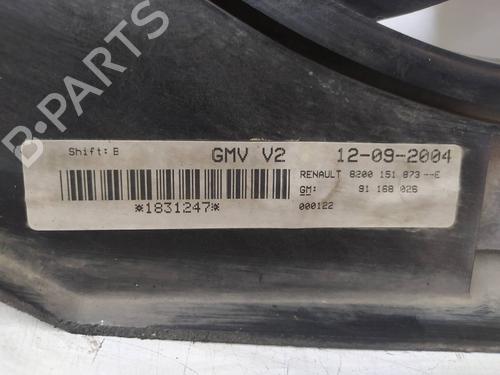 B-PARTS
Shift: B
GMV V2
12-09-2004
RENAULT 8200 151 873--E
GM: 91 168 026
*1831247*
000122